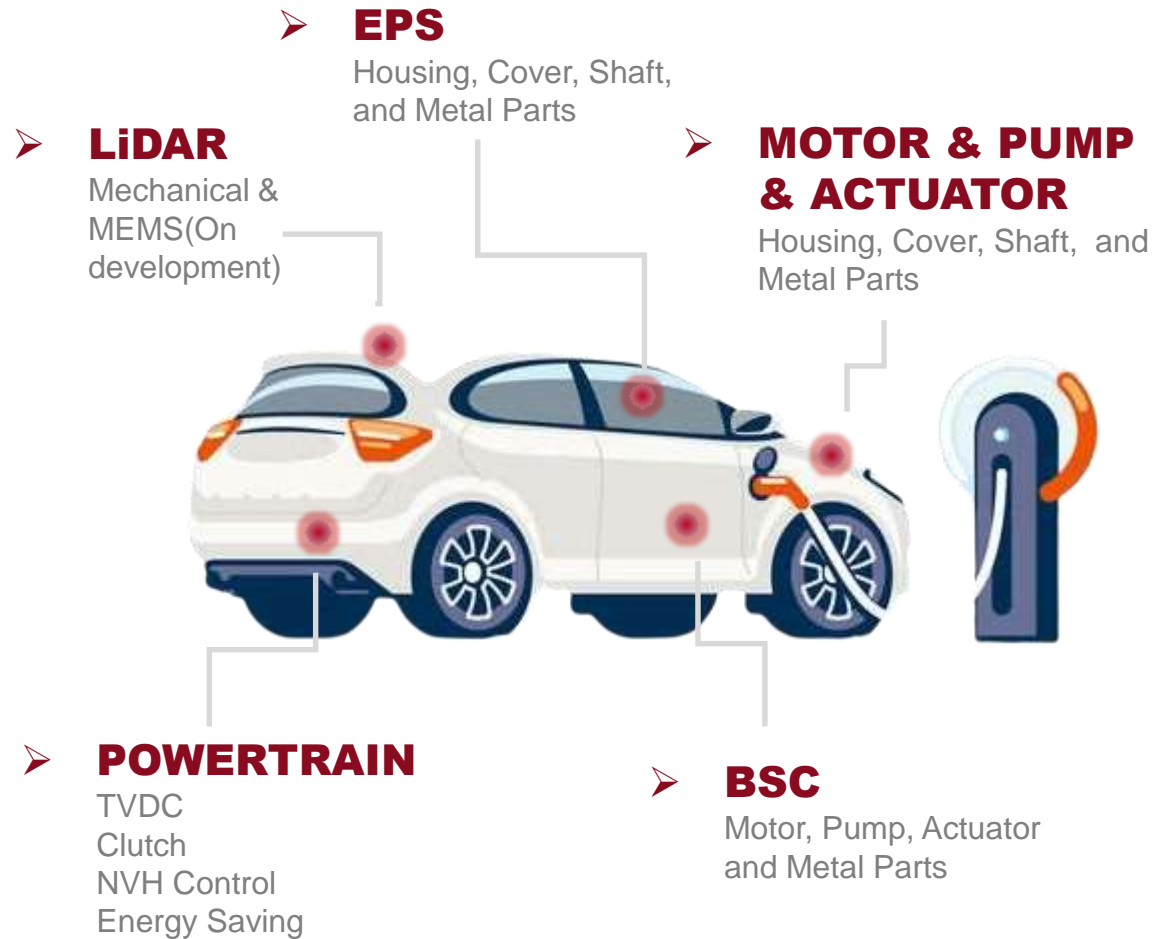 ➢ EPS
Housing, Cover, Shaft,
and Metal Parts
➢ LiDAR
Mechanical &
MEMS(On
development)
➢ MOTOR & PUMP
& ACTUATOR
Housing, Cover, Shaft, and
Metal Parts
➢ POWERTRAIN
TVDC
Clutch
NVH Control
Energy Saving
➢ BSC
Motor, Pump, Actuator
and Metal Parts